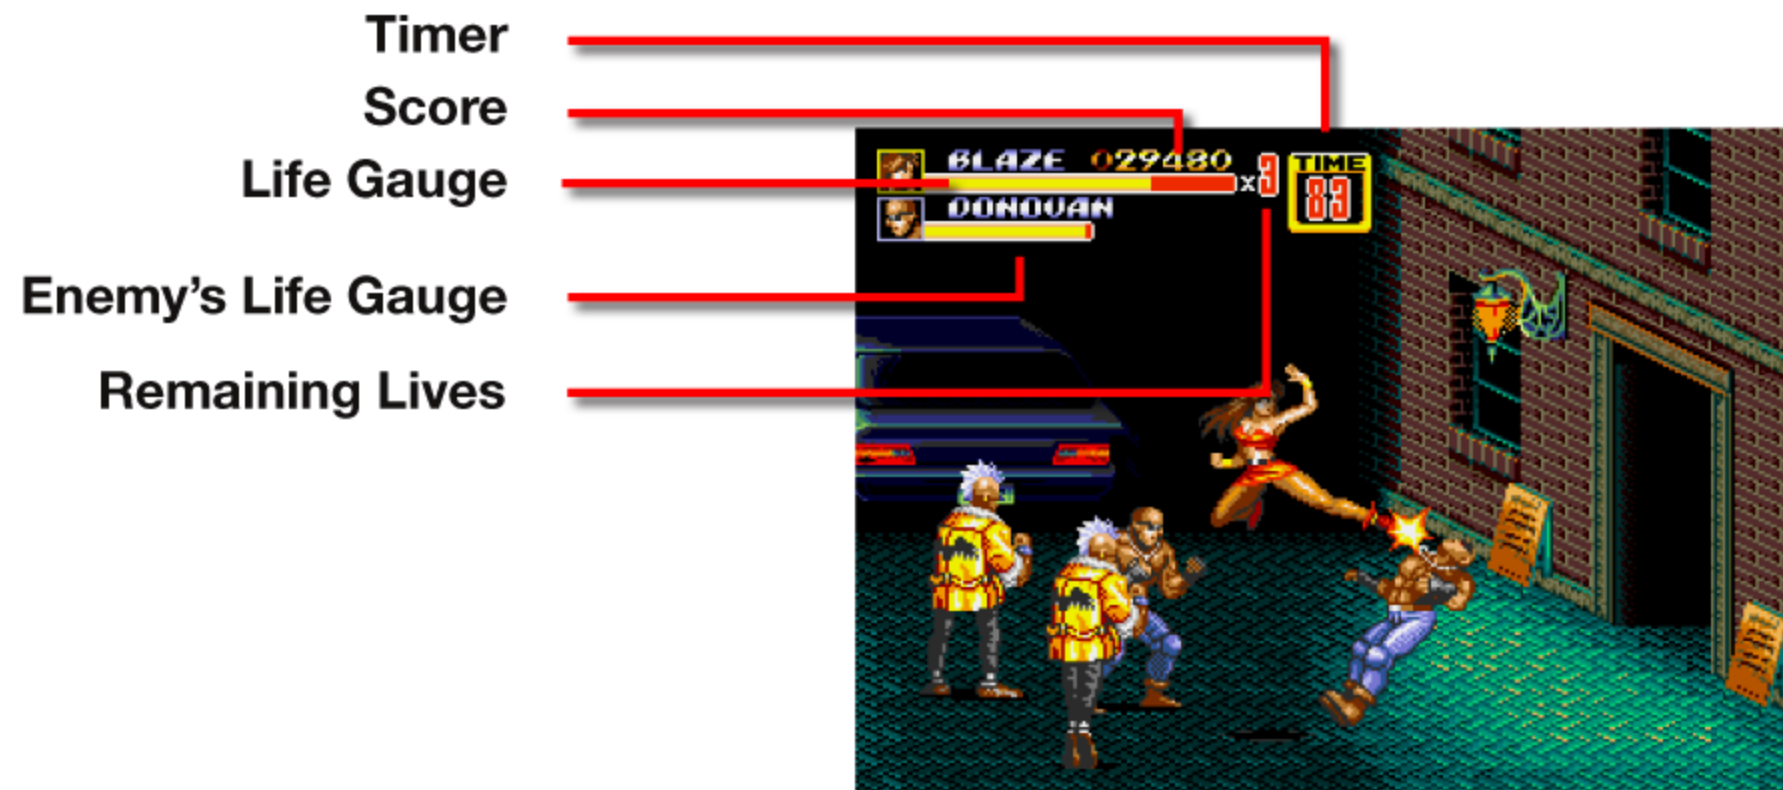 Timer
Score
Life Gauge
Enemy's Life Gauge
Remaining Lives
BLAZE 029480
x3
TIME
83
DONOVAN